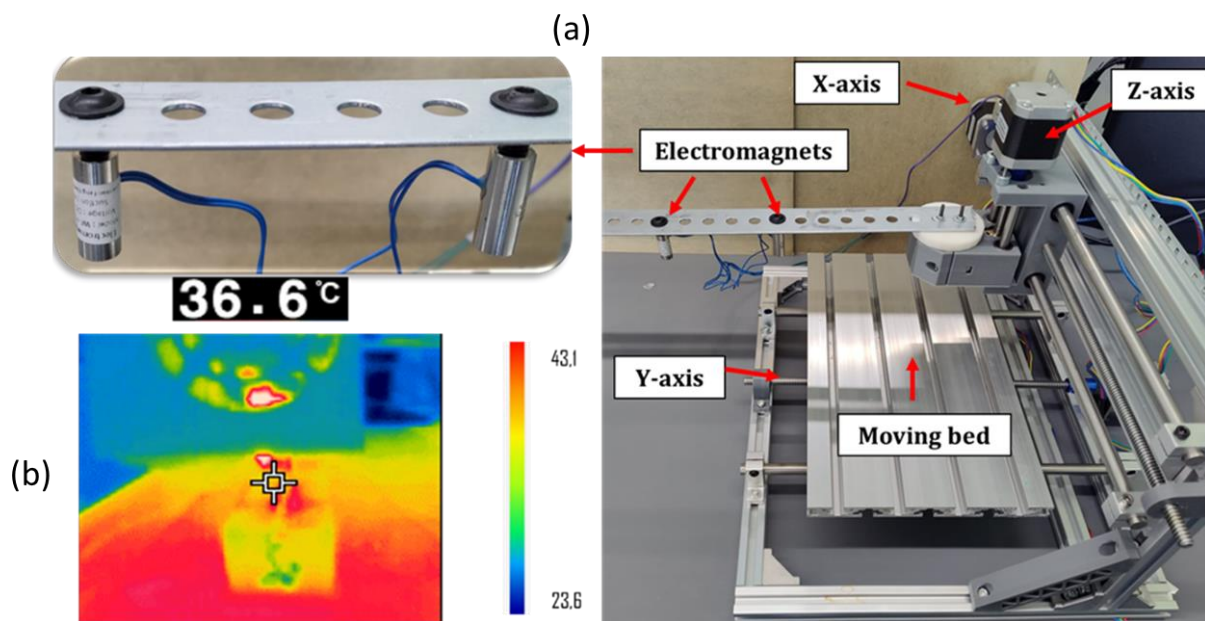 (a)
X-axis
Z-axis
Electromagnets
36.6°C
43.1
Y-axis
Moving bed
(b)
23.6